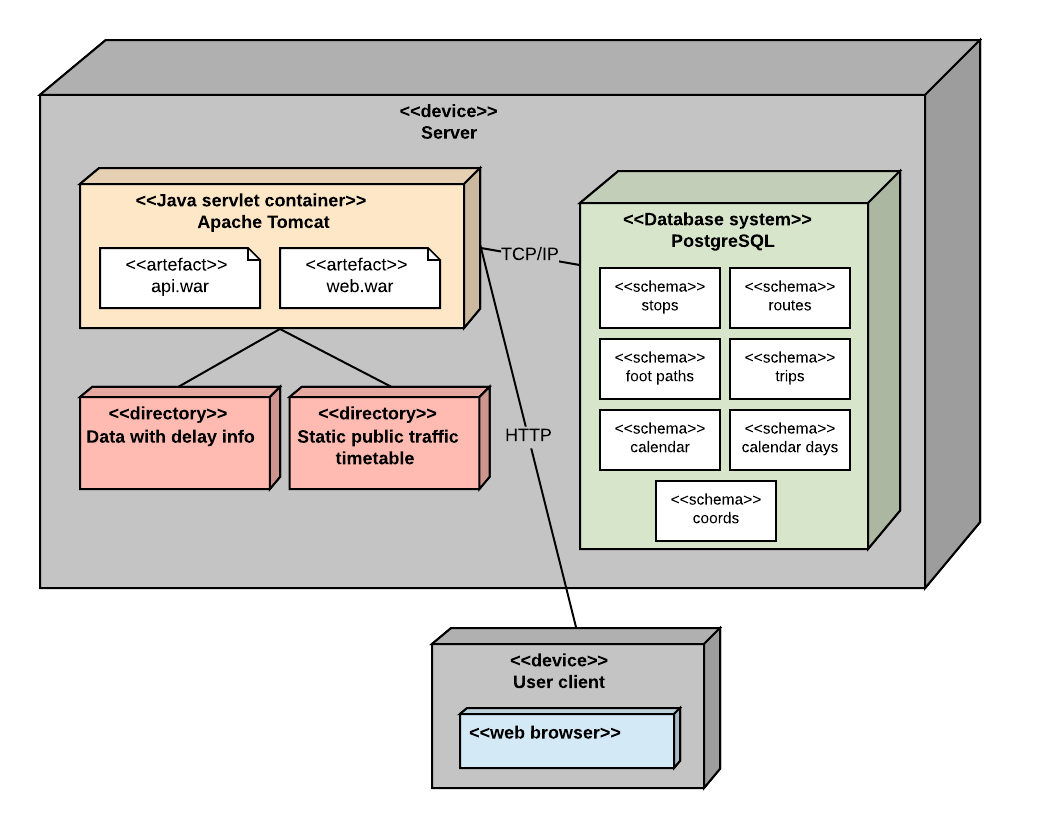 <<device>>
Server
<<Java servlet container>>
Apache Tomcat
<<artefact>>
api.war
<<artefact>>
web.war
TCP/IP
<<Database system>>
PostgreSQL
<<schema>>
stops
<<schema>>
routes
<<schema>>
foot paths
<<schema>>
trips
<<schema>>
calendar
<<schema>>
calendar days
<<schema>>
coords
<<directory>>
Data with delay info
<<directory>>
Static public traffic
timetable
HTTP
<<device>>
User client
<<web browser>>